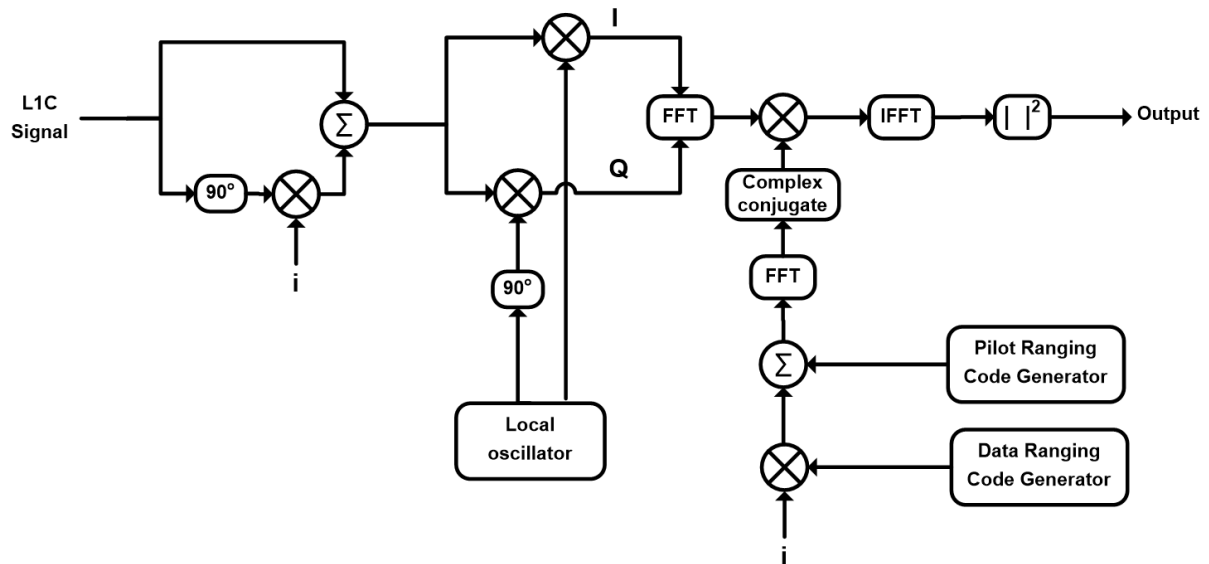 I
L1C
Signal
Σ
FFT
IFFT
| |²
Output
90°
Q
Complex
conjugate
i
90°
FFT
Σ
Pilot Ranging
Code Generator
Local
oscillator
Data Ranging
Code Generator
i